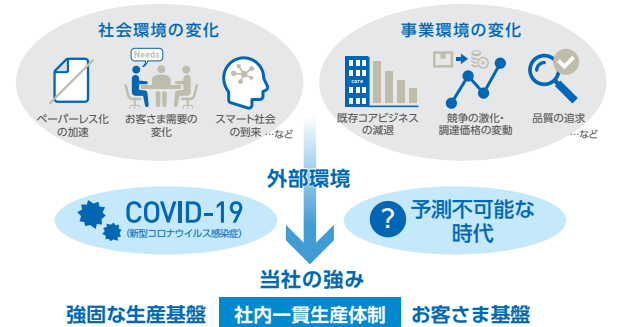 社会環境の変化
Needs
ペーパーレス化
の加速
お客さま需要の
変化
スマート社会
の到来
…など
事業環境の変化
core
既存コアビジネス
の減退
競争の激化・
調達価格の変動
品質の追求
…など
外部環境
COVID-19
(新型コロナウイルス感染症)
?
予測不可能な
時代
当社の強み
強固な生産基盤 社内一貫生産体制 お客さま基盤